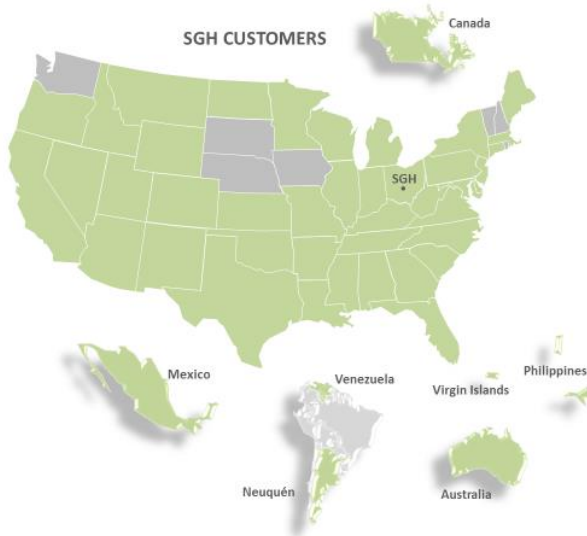 Canada
SGH CUSTOMERS
SGH
Philippines
Mexico
Venezuela
Virgin Islands
Neuquén
Australia